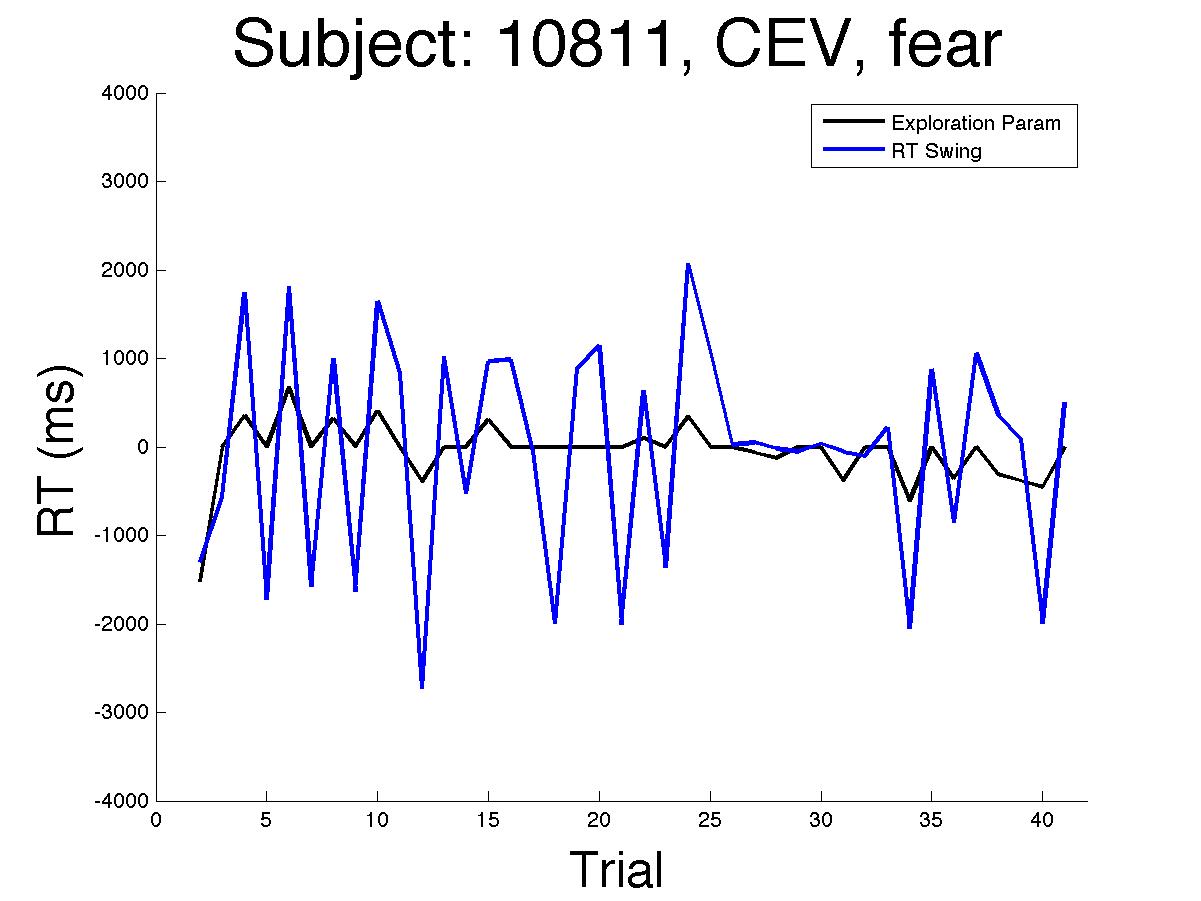 Subject: 10811, CEV, fear
Exploration Param
RT Swing
4000
3000
2000
1000
0
-1000
-2000
-3000
-4000
RT (ms)
0 5 10 15 20 25 30 35 40
Trial